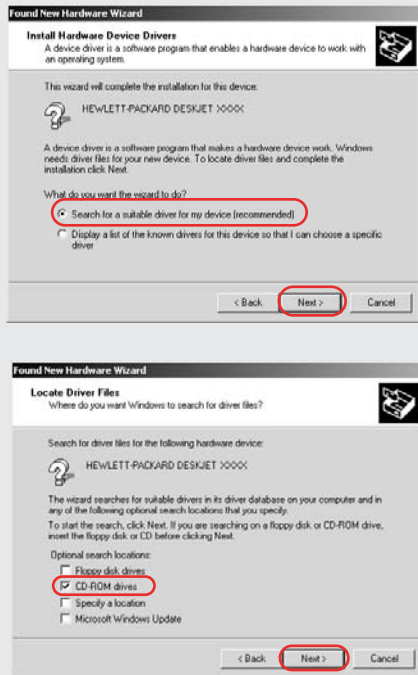 Found New Hardware Wizard
Install Hardware Device Drivers
A device driver is a software program that enables a hardware device to work with
an operating system.
This wizard will complete the installation for this device:
HEWLETT-PACKARD DESKJET XXXX
A device driver is a software program that makes a hardware device work. Windows
needs driver files for your new device. To locate driver files and complete the
installation click Next.
What do you want the wizard to do?
Search for a suitable driver for my device (recommended)
Display a list of the known drivers for this device so that I can choose a specific
driver
< Back
Next >
Cancel
Found New Hardware Wizard
Locate Driver Files
Where do you want Windows to search for driver files?
Search for driver files for the following hardware device:
HEWLETT-PACKARD DESKJET XXXX
The wizard searches for suitable drivers in its driver database on your computer and in
any of the following optional search locations that you specify.
To start the search, click Next. If you are searching on a floppy disk or CD-ROM drive,
insert the floppy disk or CD before clicking Next.
Optional search locations:
Floppy disk drives
CD-ROM drives
Specify a location
Microsoft Windows Update
< Back
Next >
Cancel